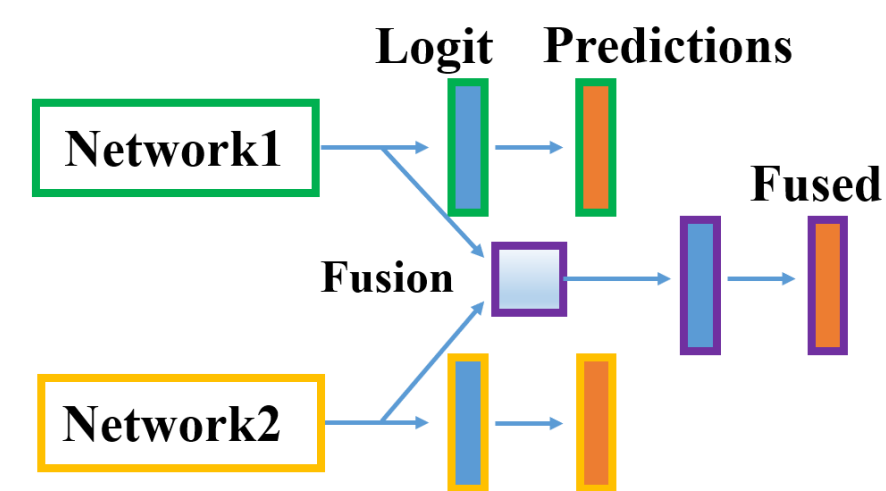 Logit
Predictions
Network1
Fused
Fusion
Network2